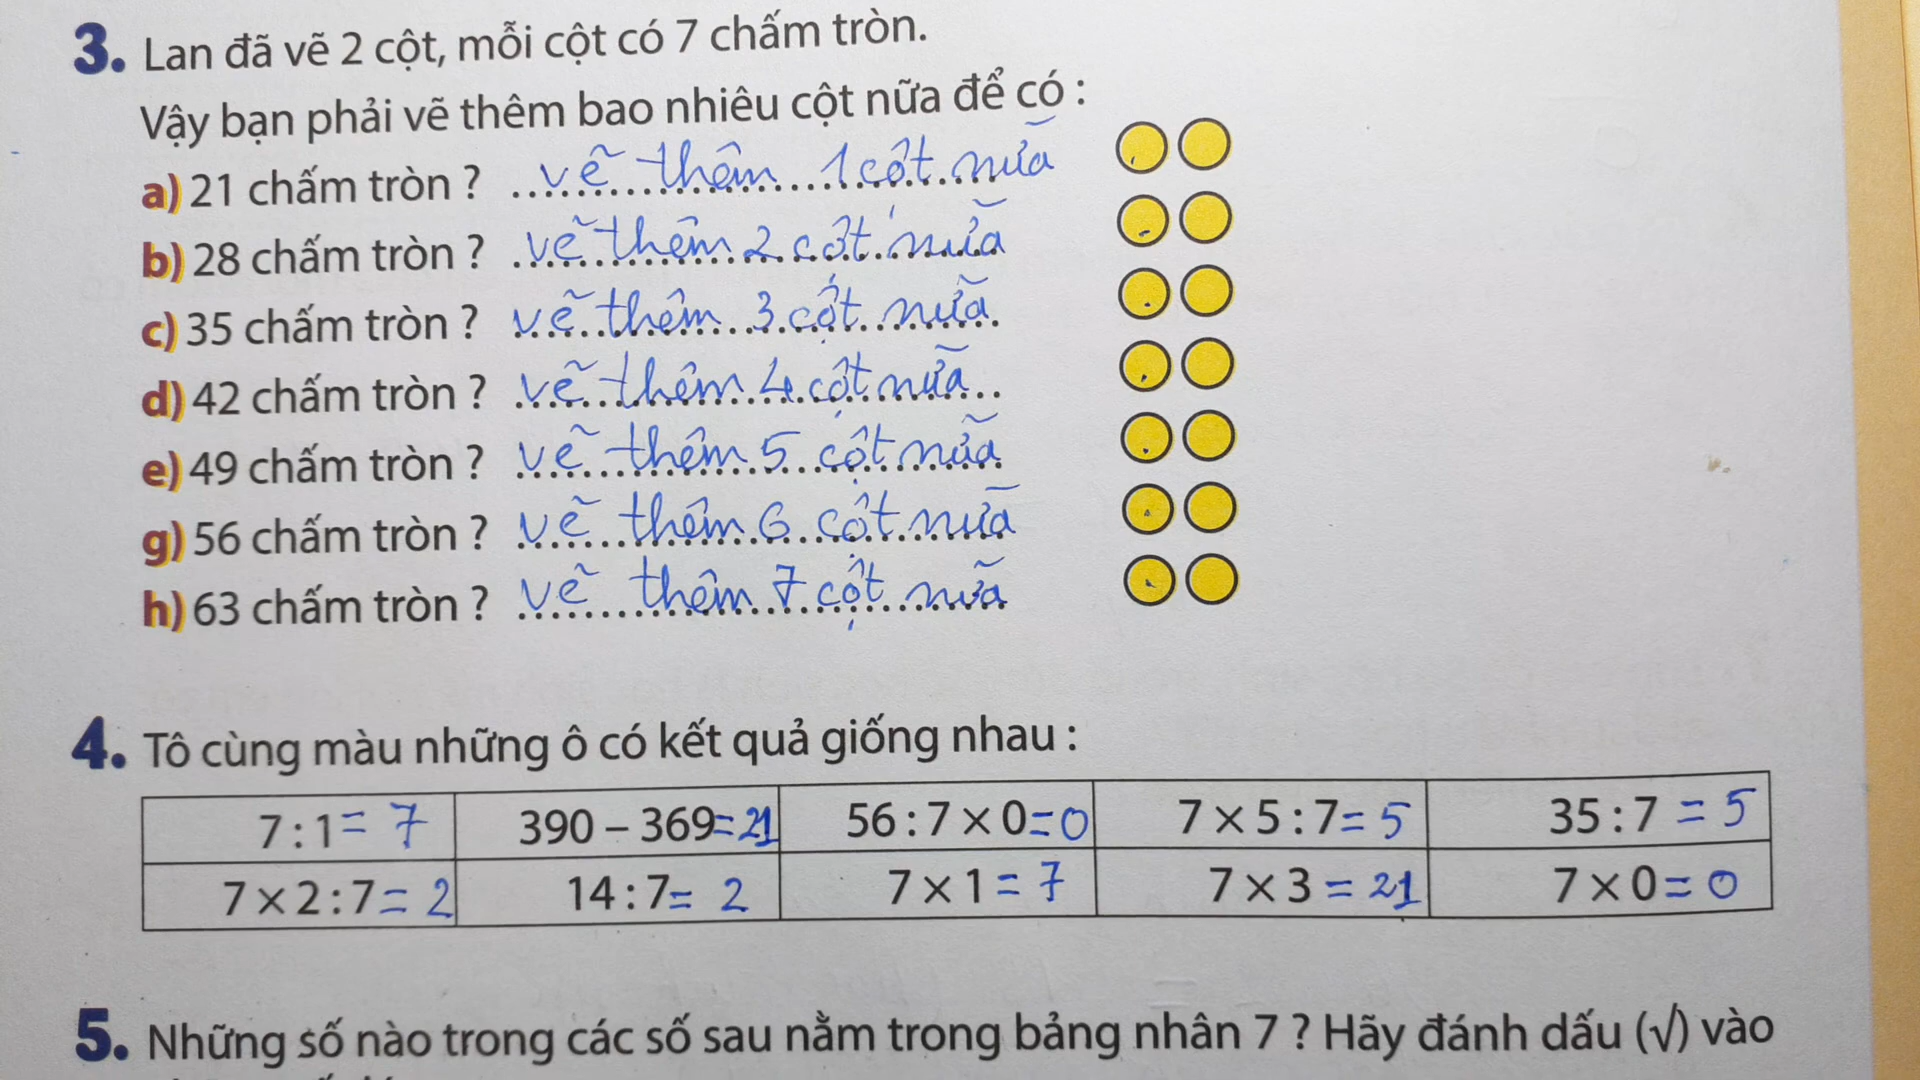 3. Lan đã vẽ 2 cột, mỗi cột có 7 chấm tròn.
Vậy bạn phải vẽ thêm bao nhiêu cột nữa để có :
a) 21 chấm tròn ? vẽ thêm 1 cột nữa
b) 28 chấm tròn ? vẽ thêm 2 cột nữa
c) 35 chấm tròn ? vẽ thêm 3 cột nữa
d) 42 chấm tròn ? vẽ thêm 4 cột nữa
e) 49 chấm tròn ? vẽ thêm 5 cột nữa
g) 56 chấm tròn ? vẽ thêm 6 cột nữa
h) 63 chấm tròn ? vẽ thêm 7 cột nữa
4. Tô cùng màu những ô có kết quả giống nhau :
7 : 1 = 7 390 – 369 = 21 56 : 7 × 0 = 0 7 × 5 : 7 = 5 35 : 7 = 5
7 × 2 : 7 = 2 14 : 7 = 2 7 × 1 = 7 7 × 3 = 21 7 × 0 = 0
5. Những số nào trong các số sau nằm trong bảng nhân 7 ? Hãy đánh dấu (√) vào